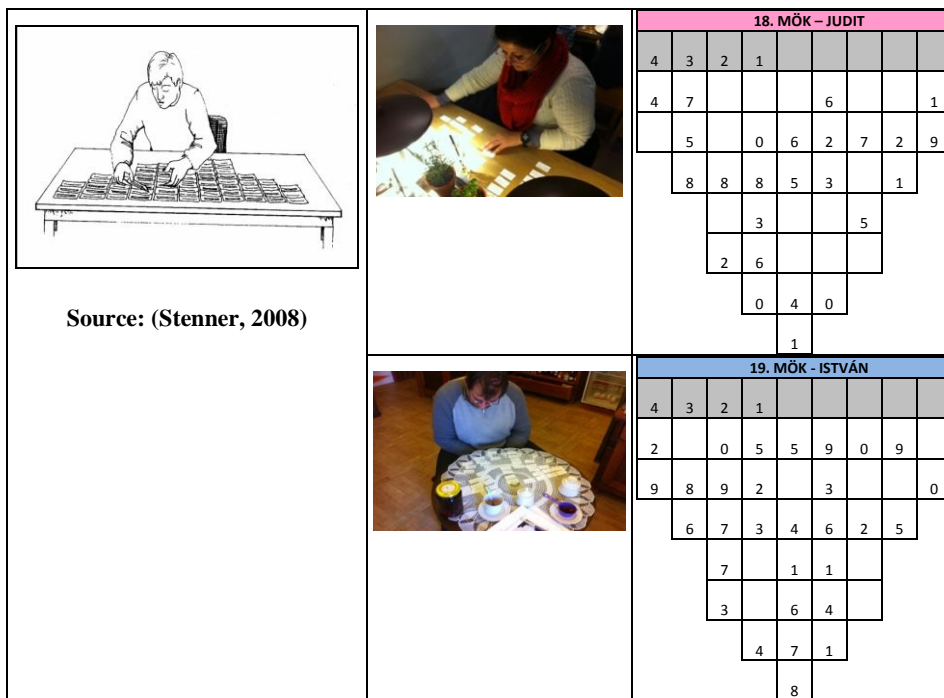 Source: (Stenner, 2008)
18. MÖK – JUDIT
4 3 2 1
4 7 6 1
5 0 6 2 7 2 9
8 8 8 5 3 1
3 5
2 6
0 4 0
1
19. MÖK - ISTVÁN
4 3 2 1
2 0 5 5 9 0 9
9 8 9 2 3 0
6 7 3 4 6 2 5
7 1 1
3 6 4
4 7 1
8